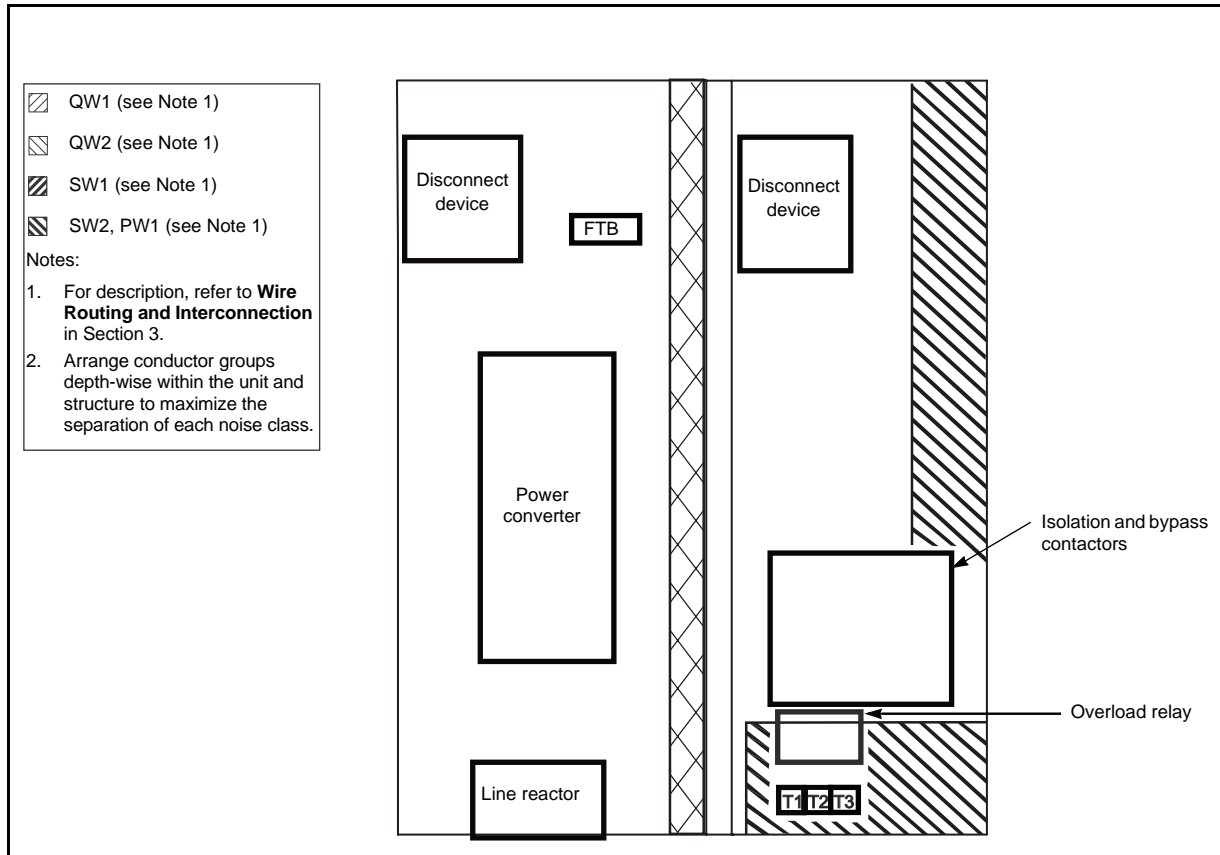 QW1 (see Note 1)
QW2 (see Note 1)
SW1 (see Note 1)
SW2, PW1 (see Note 1)
Notes:
1. For description, refer to Wire
Routing and Interconnection
in Section 3.
2. Arrange conductor groups
depth-wise within the unit and
structure to maximize the
separation of each noise class.
Disconnect
device
FTB
Power
converter
Line reactor
Disconnect
device
Isolation and bypass
contactors
Overload relay
T1 T2 T3